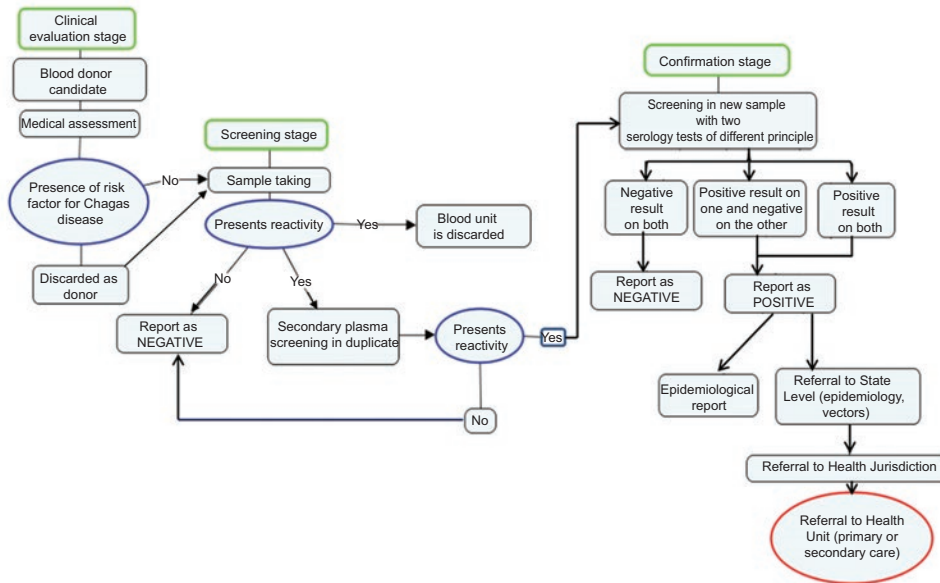 Clinical
evaluation stage
Blood donor
candidate
Medical assessment
Presence of risk
factor for Chagas
disease
No
Discarded as
donor
Screening stage
Sample taking
Presents reactivity
Yes
Blood unit
is discarded
No
Yes
Report as
NEGATIVE
Secondary plasma
screening in duplicate
Presents
reactivity
Yes
No
Confirmation stage
Screening in new sample
with two
serology tests of different principle
Negative
result
on both
Positive result on
one and negative
on the other
Positive
result
on both
Report as
NEGATIVE
Report as
POSITIVE
Epidemiological
report
Referral to State
Level (epidemiology,
vectors)
Referral to Health Jurisdiction
Referral to Health
Unit (primary or
secondary care)